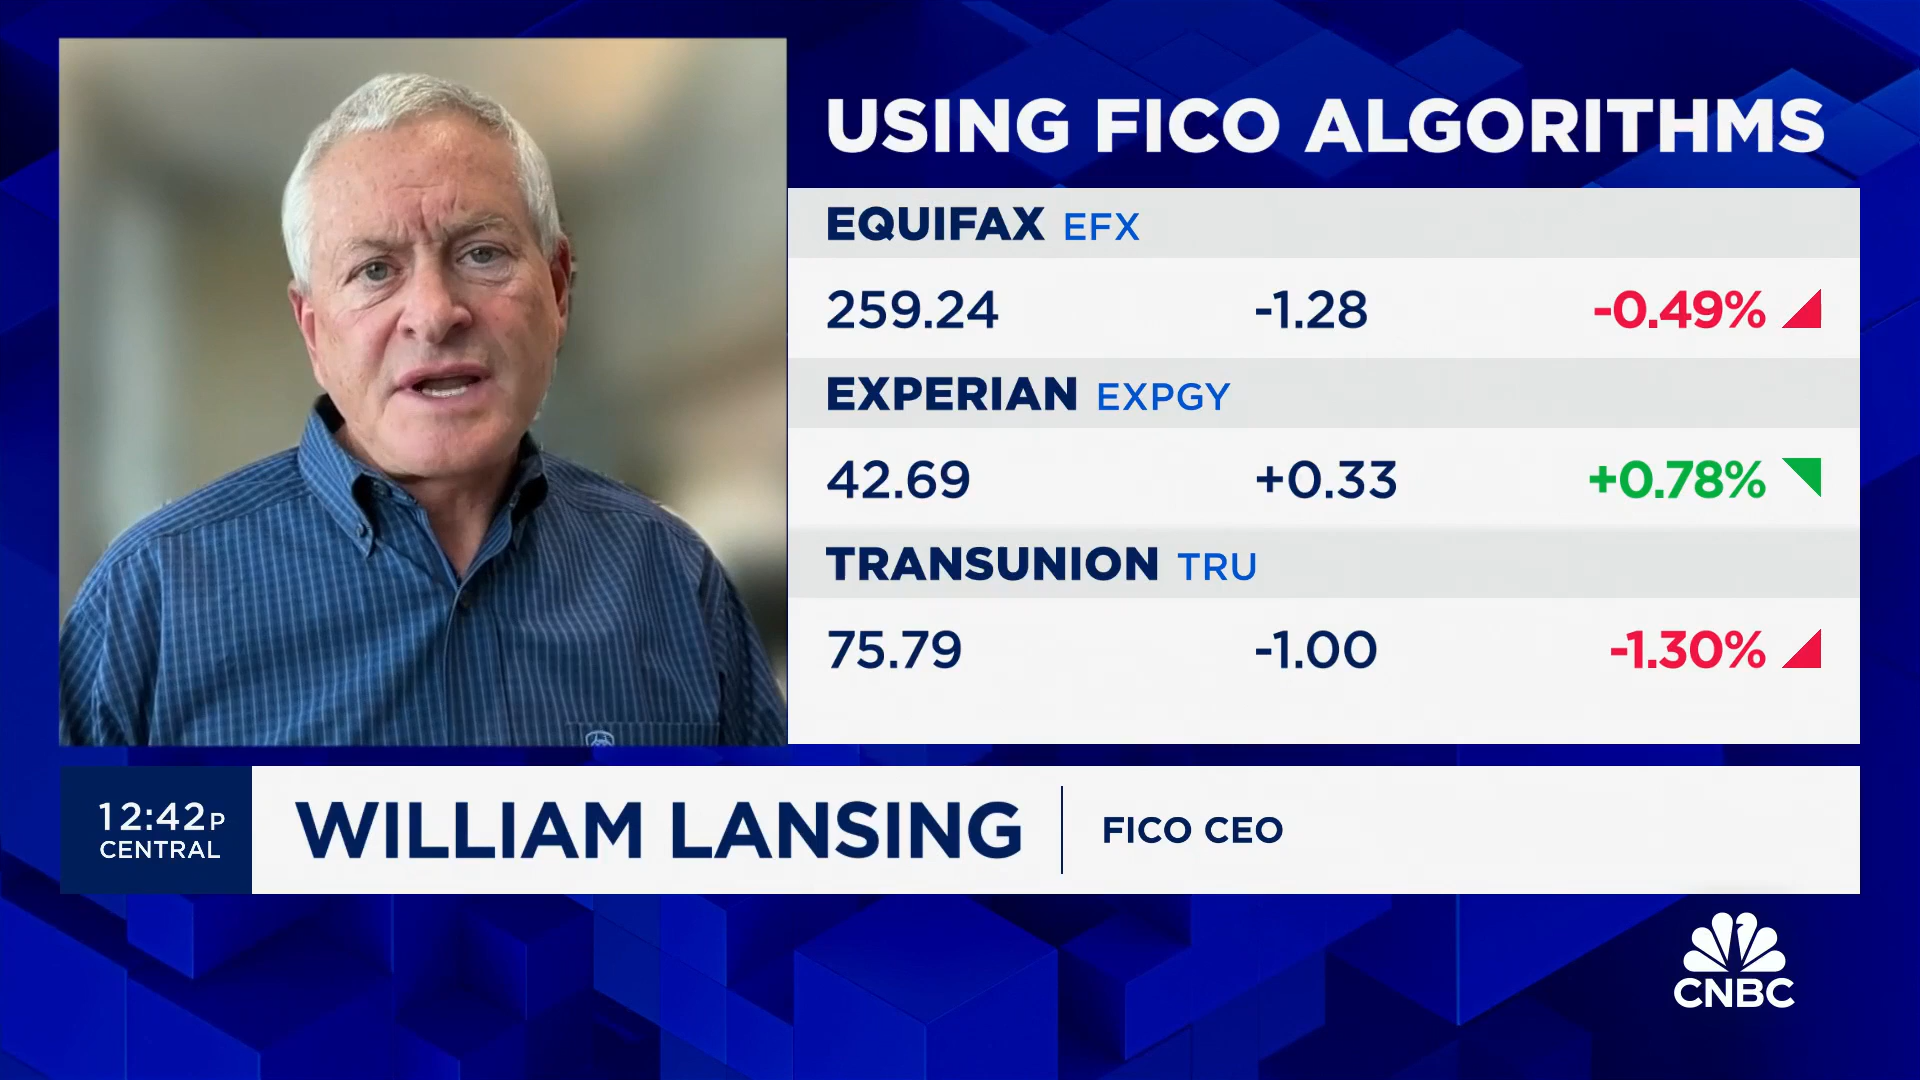 USING FICO ALGORITHMS
EQUIFAX EFX
259.24 -1.28 -0.49%
EXPERIAN EXPGY
42.69 +0.33 +0.78%
TRANSUNION TRU
75.79 -1.00 -1.30%
12:42P
CENTRAL
WILLIAM LANSING
FICO CEO
CNBC